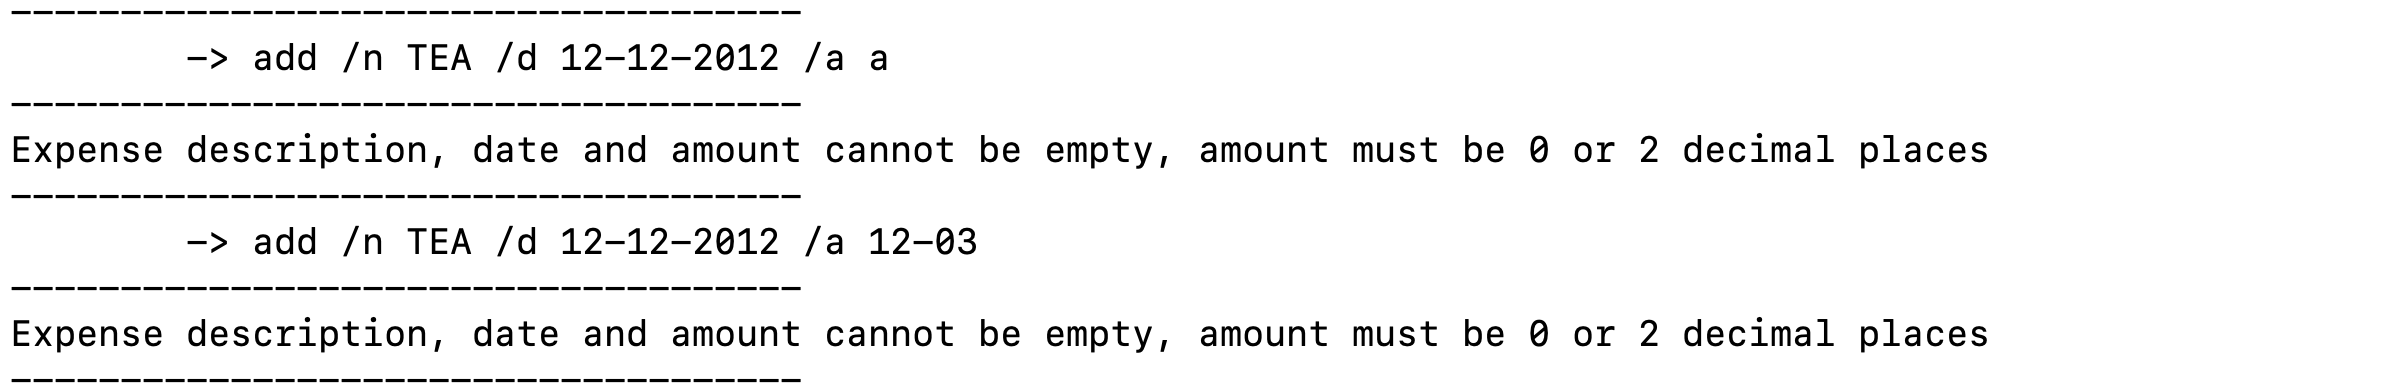 ------------------------------------
-> add /n TEA /d 12-12-2012 /a a
------------------------------------
Expense description, date and amount cannot be empty, amount must be 0 or 2 decimal places
------------------------------------
-> add /n TEA /d 12-12-2012 /a 12-03
------------------------------------
Expense description, date and amount cannot be empty, amount must be 0 or 2 decimal places
------------------------------------